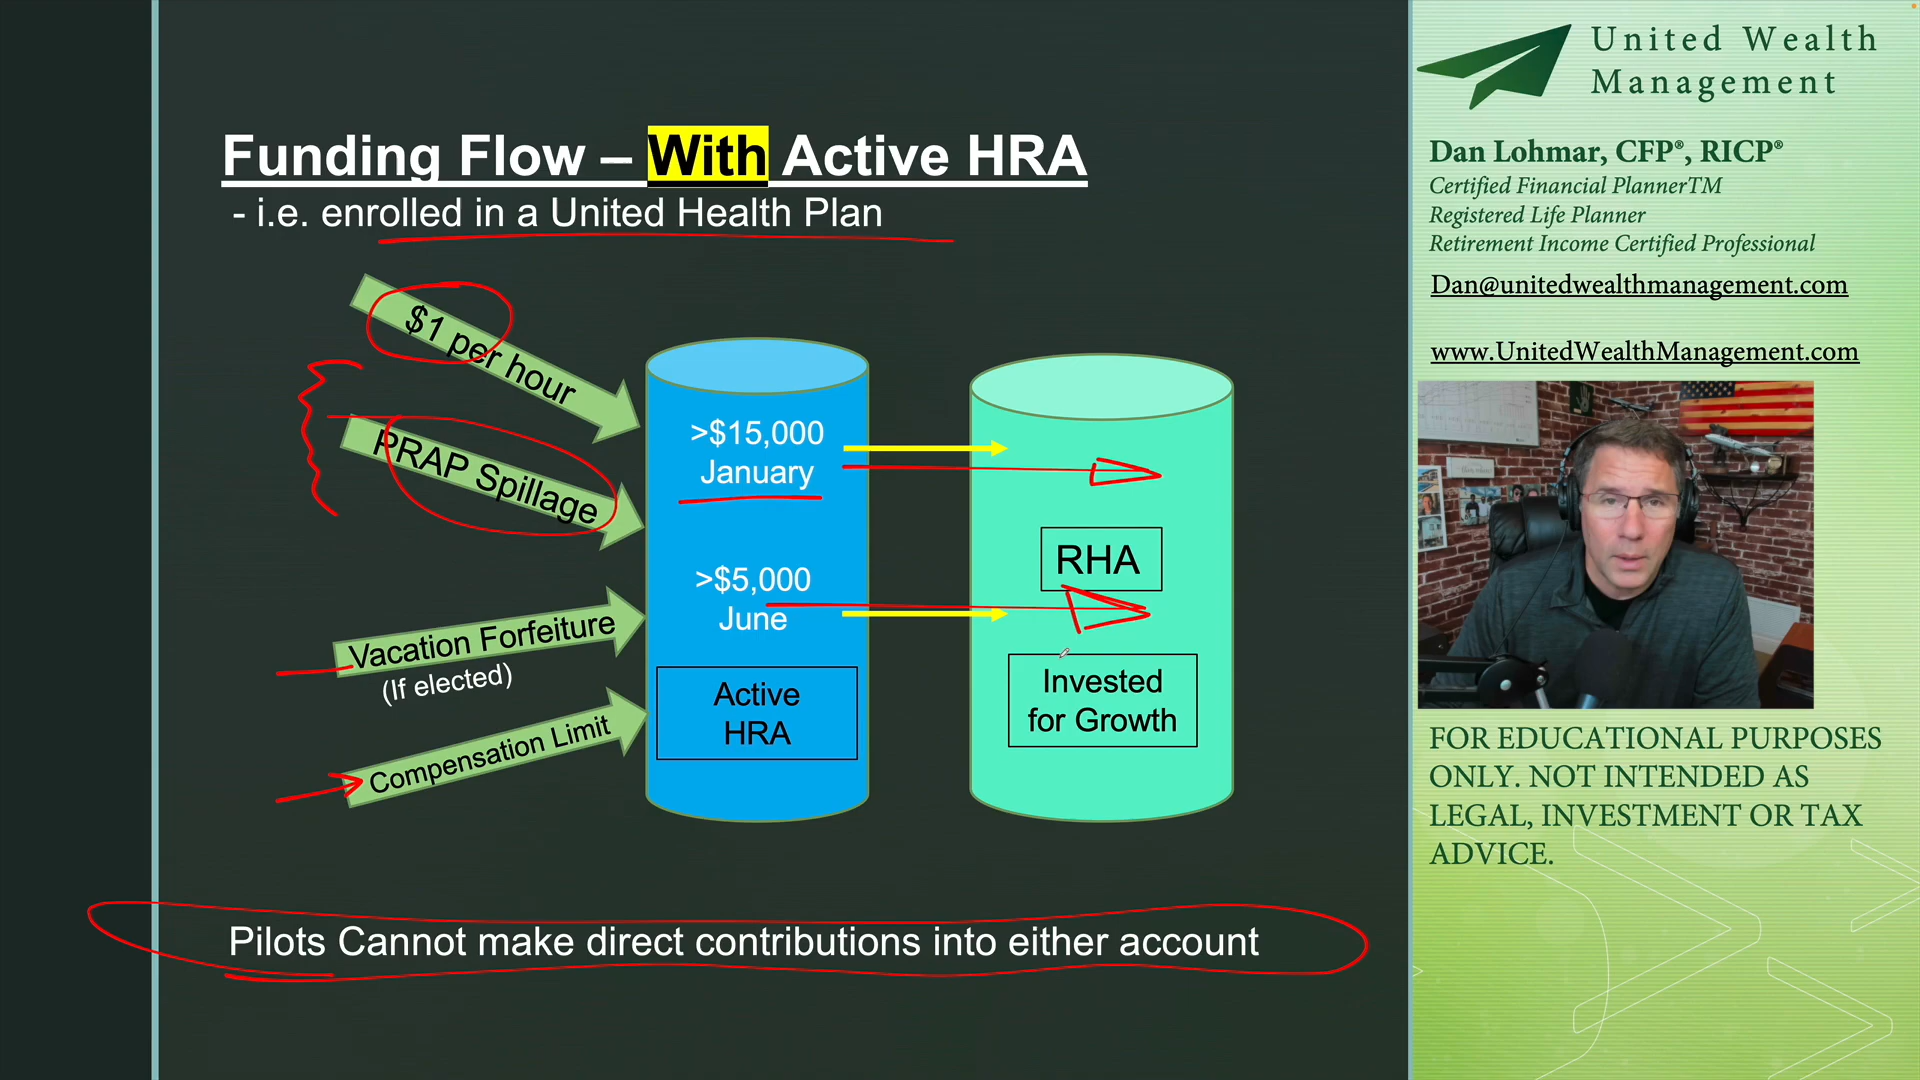 Funding Flow – With Active HRA
- i.e. enrolled in a United Health Plan
$1 per hour
PRAP Spillage
Vacation Forfeiture
(If elected)
Compensation Limit
>$15,000
January
>$5,000
June
Active
HRA
RHA
Invested
for Growth
Pilots Cannot make direct contributions into either account
United Wealth
Management
Dan Lohmar, CFP®, RICP®
Certified Financial PlannerTM
Registered Life Planner
Retirement Income Certified Professional
Dan@unitedwealthmanagement.com
www.UnitedWealthManagement.com
FOR EDUCATIONAL PURPOSES
ONLY. NOT INTENDED AS
LEGAL, INVESTMENT OR TAX
ADVICE.